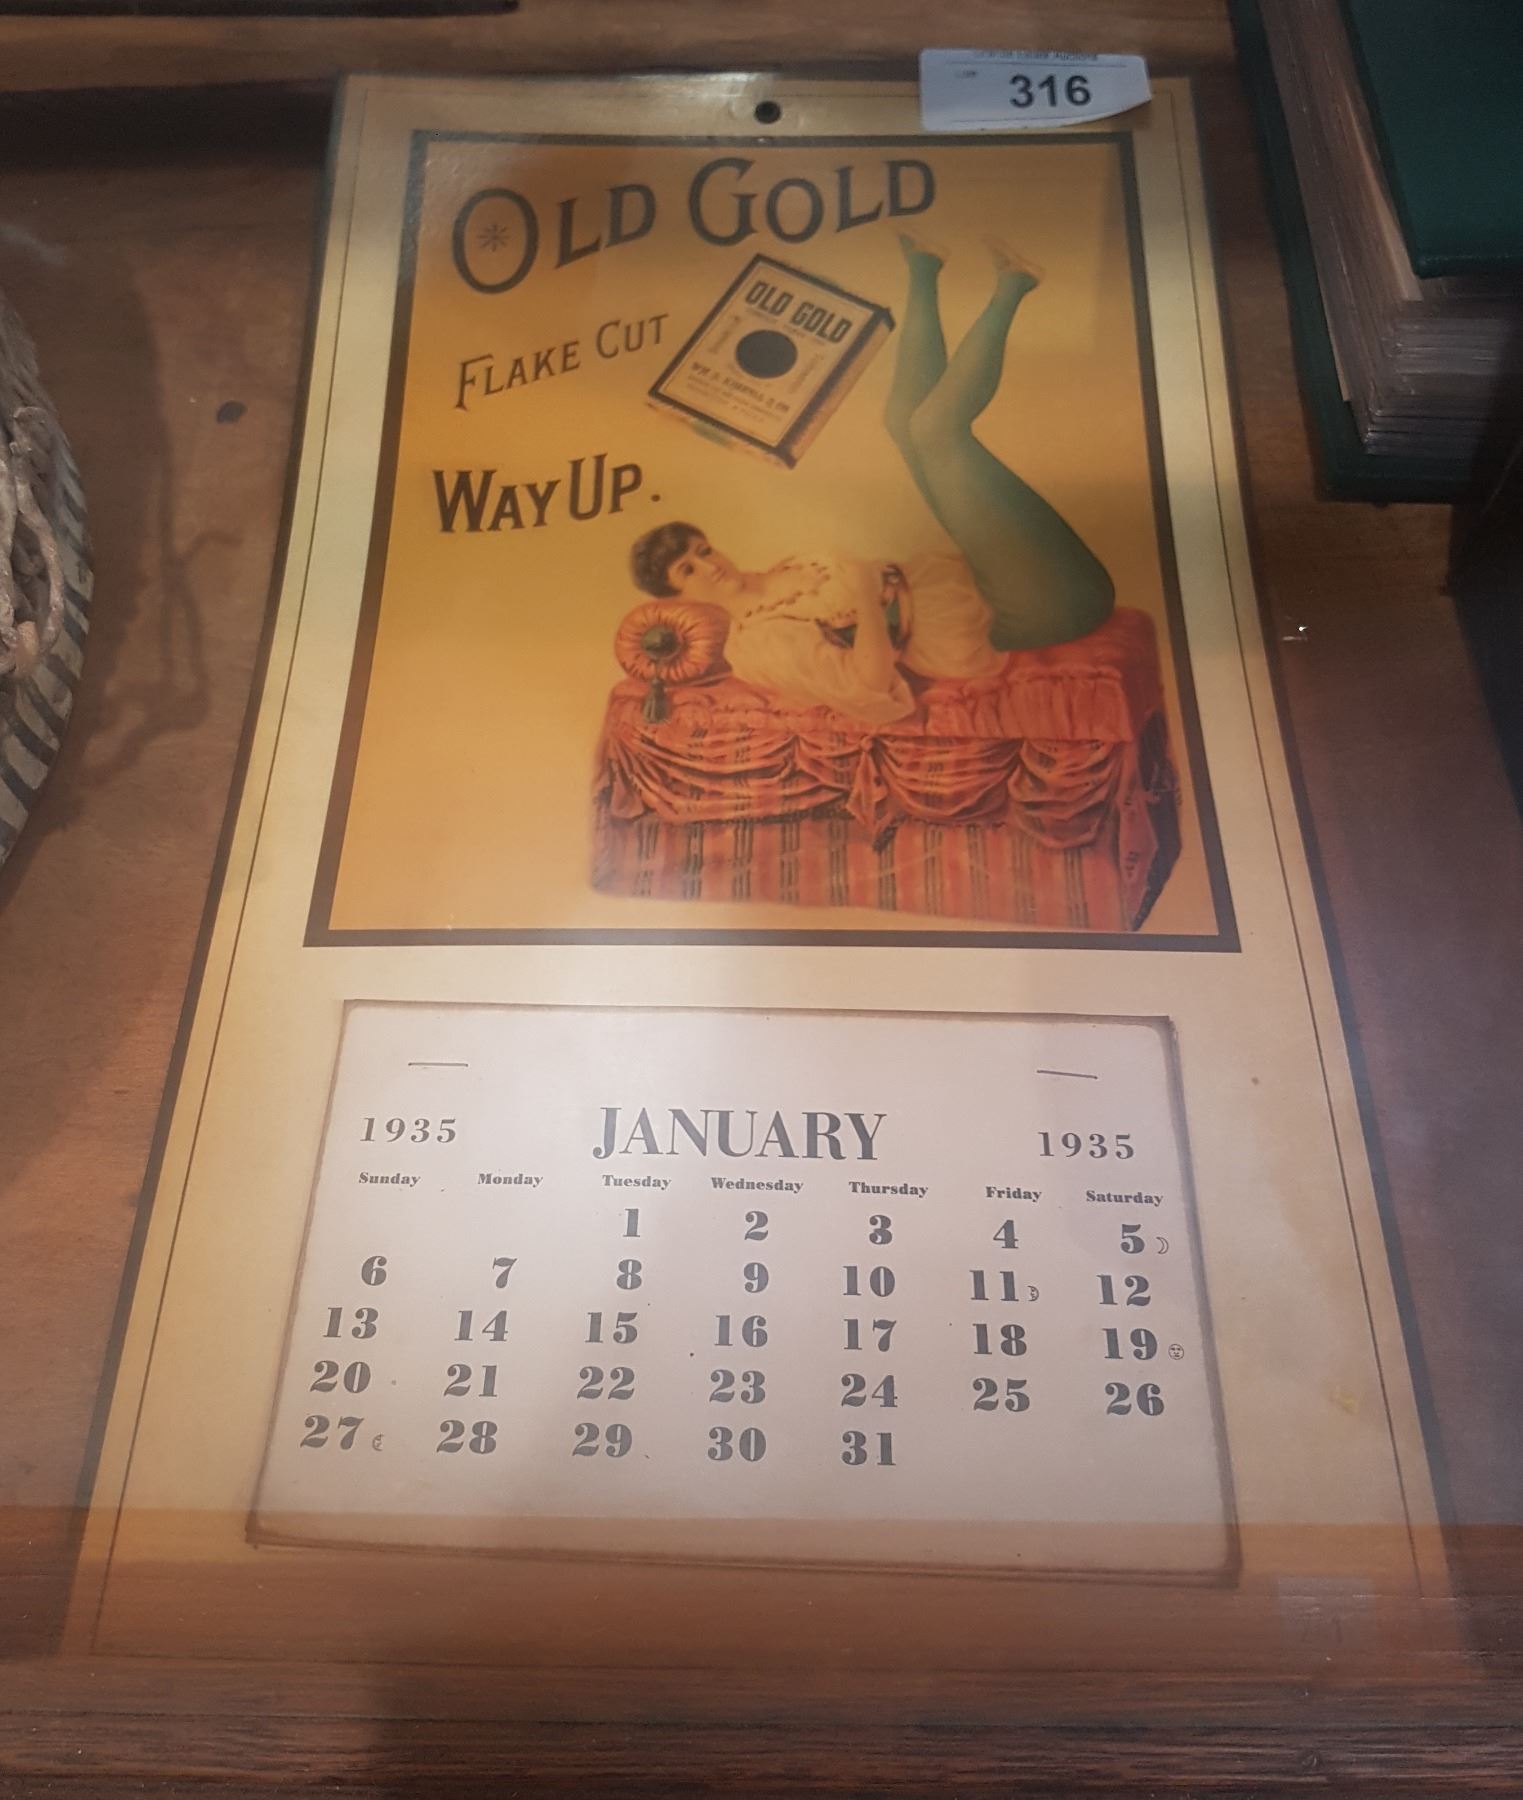 316
OLD GOLD
FLAKE CUT
WAY UP.
OLD GOLD
1935 JANUARY 1935
Sunday Monday Tuesday Wednesday Thursday Friday Saturday
1 2 3 4 5
6 7 8 9 10 11 12
13 14 15 16 17 18 19
20 21 22 23 24 25 26
27 28 29 30 31